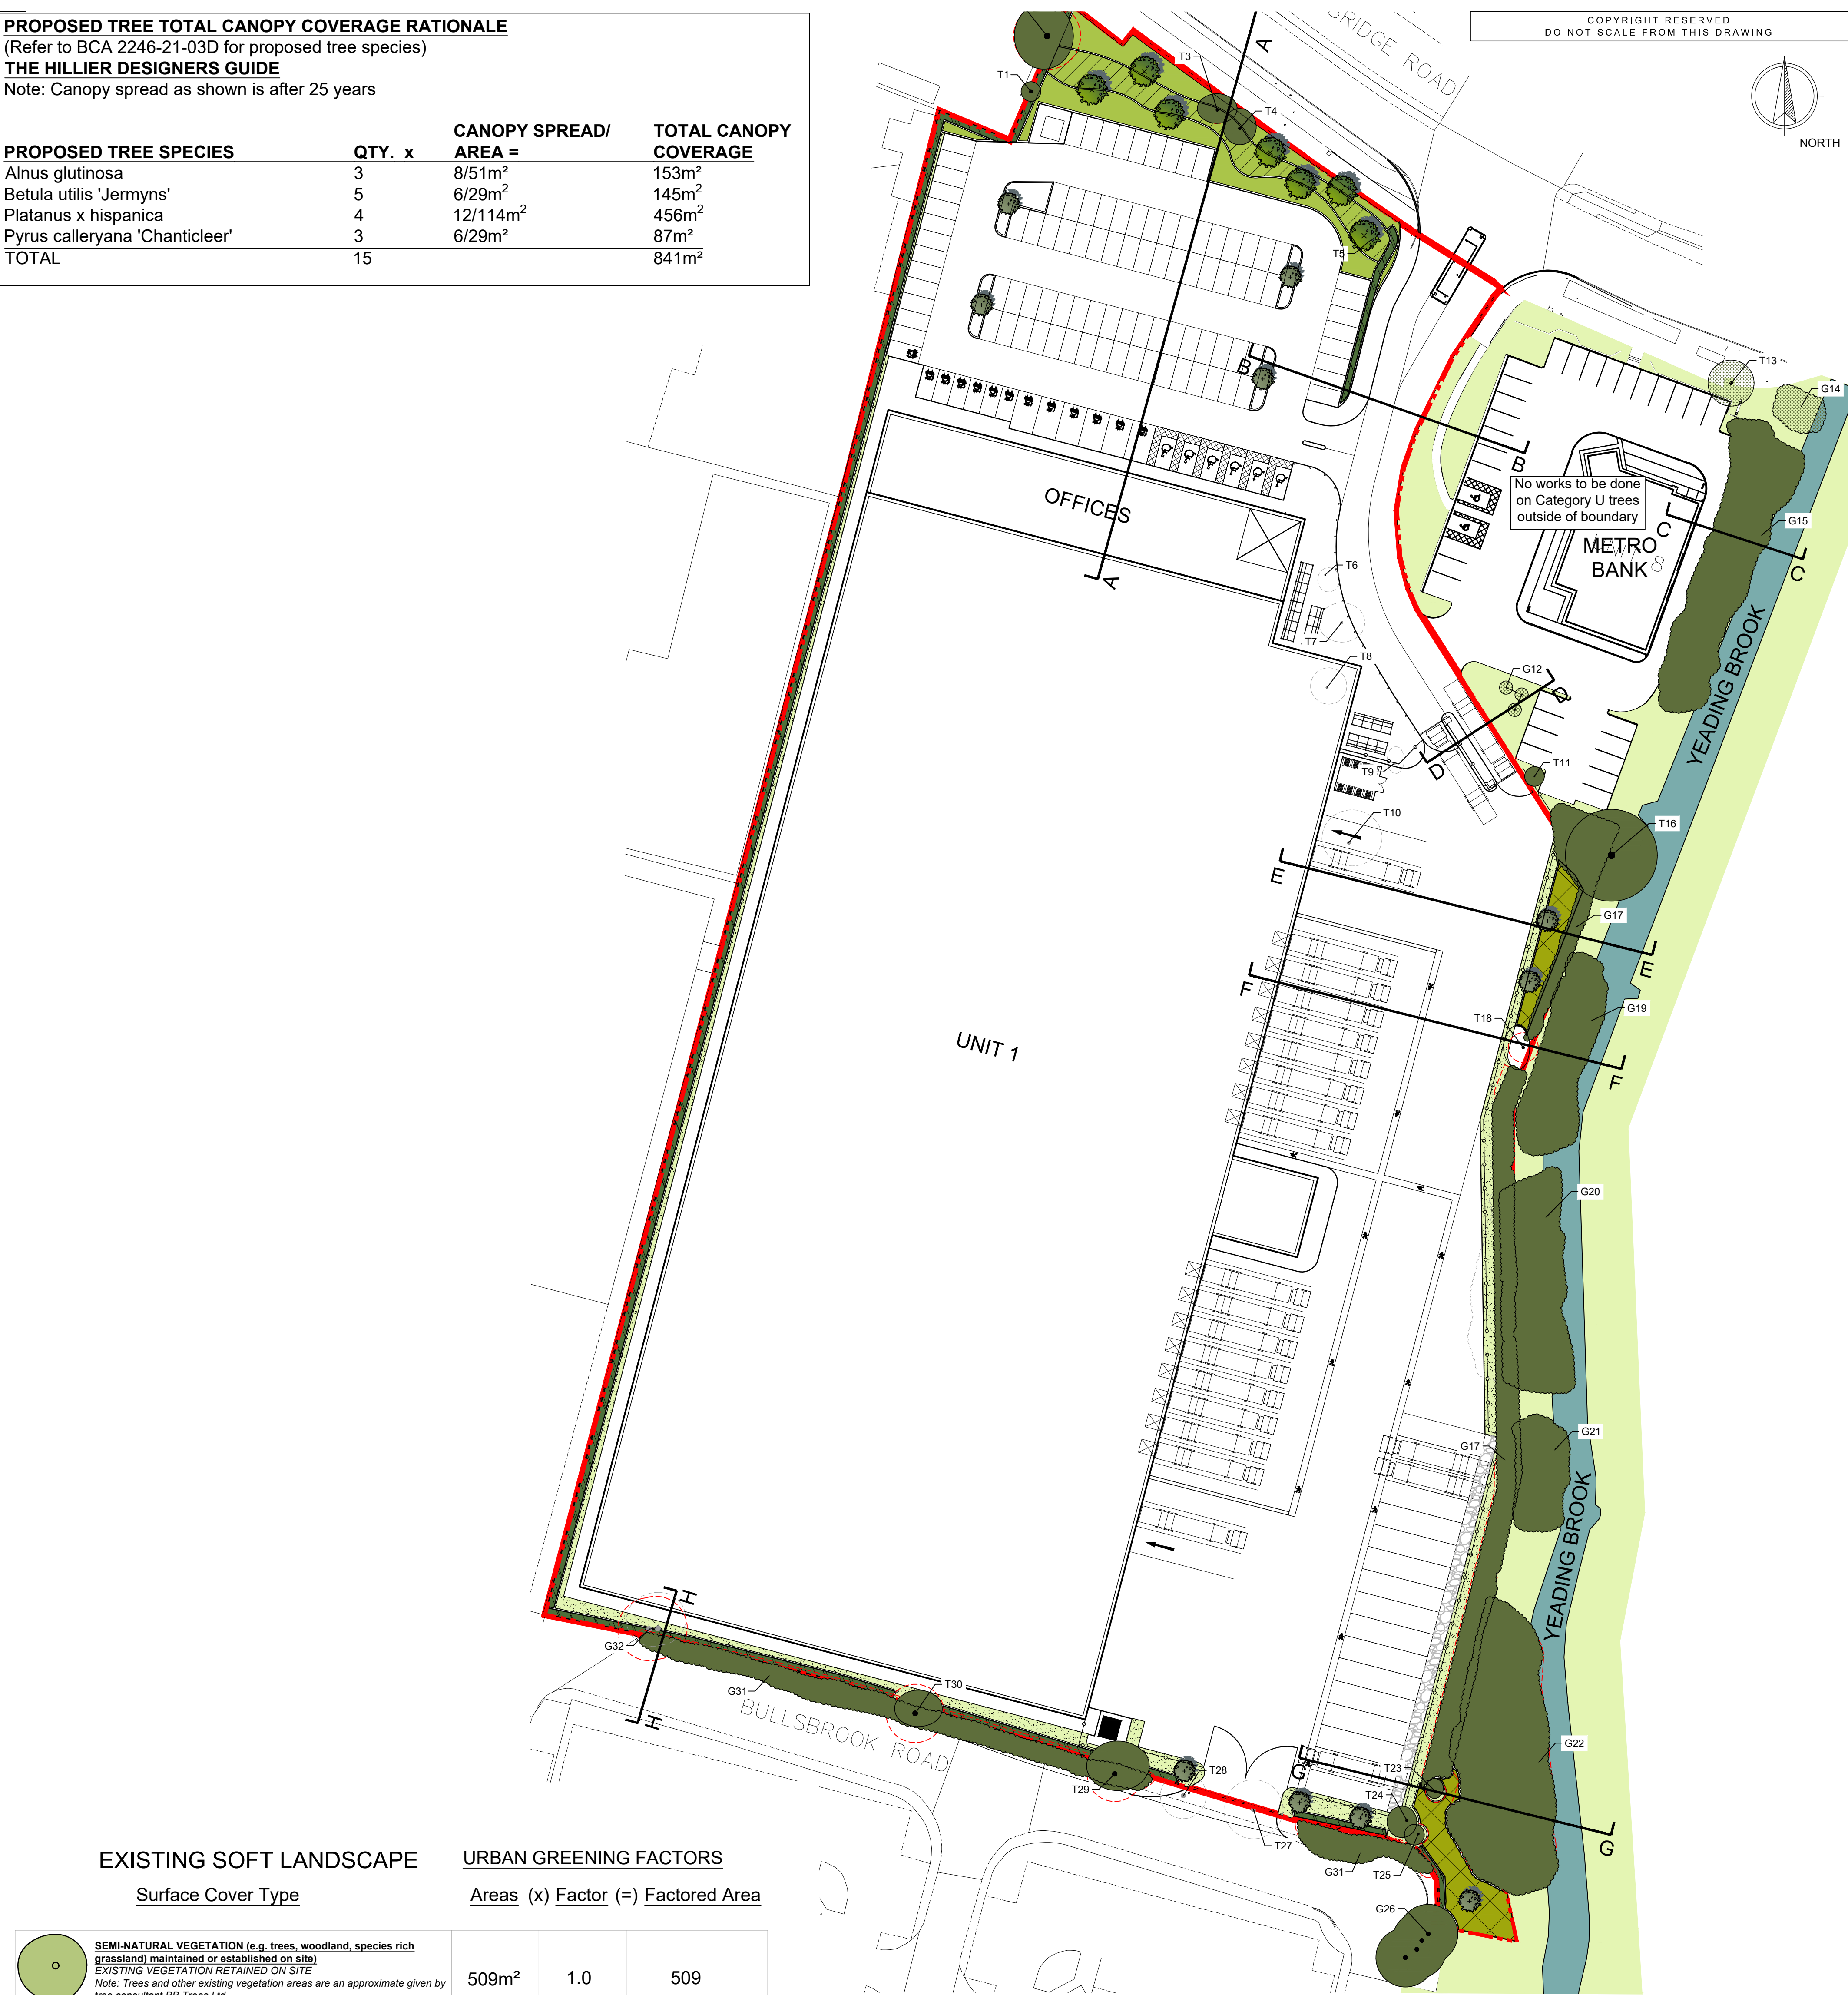 PROPOSED TREE TOTAL CANOPY COVERAGE RATIONALE
(Refer to BCA 2246-21-03D for proposed tree species)
THE HILLIER DESIGNERS GUIDE
Note: Canopy spread as shown is after 25 years
PROPOSED TREE SPECIES QTY. x CANOPY SPREAD/ AREA = TOTAL CANOPY COVERAGE
Alnus glutinosa 3 8/51m² 153m²
Betula utilis 'Jermyns' 5 6/29m² 145m²
Platanus x hispanica 4 12/114m² 456m²
Pyrus calleryana 'Chanticleer' 3 6/29m² 87m²
TOTAL 15 841m²
COPYRIGHT RESERVED
DO NOT SCALE FROM THIS DRAWING
NORTH
BRIDGE ROAD
A
T3
T1
T4
T5
B
B
T13
G14
No works to be done
on Category U trees
outside of boundary
G15
C
METRO
BANK
8
C
OFFICES
A
T6
T7
T8
YEADING BROOK
G12
D
D
T11
T9
T10
T16
E
G17
E
F
G19
T18
F
UNIT 1
G20
G21
G17
YEADING BROOK
H
G32
G31
T30
H
BULLSBROOK ROAD
T29
T28
G
T23
G22
T24
T27
G31
T25
G
G26
EXISTING SOFT LANDSCAPE
URBAN GREENING FACTORS
Surface Cover Type
Areas (x) Factor (=) Factored Area
SEMI-NATURAL VEGETATION (e.g. trees, woodland, species rich
grassland) maintained or established on site)
EXISTING VEGETATION RETAINED ON SITE
Note: Trees and other existing vegetation areas are an approximate given by
tree consultant BB Trees Ltd
509m² 1.0 509